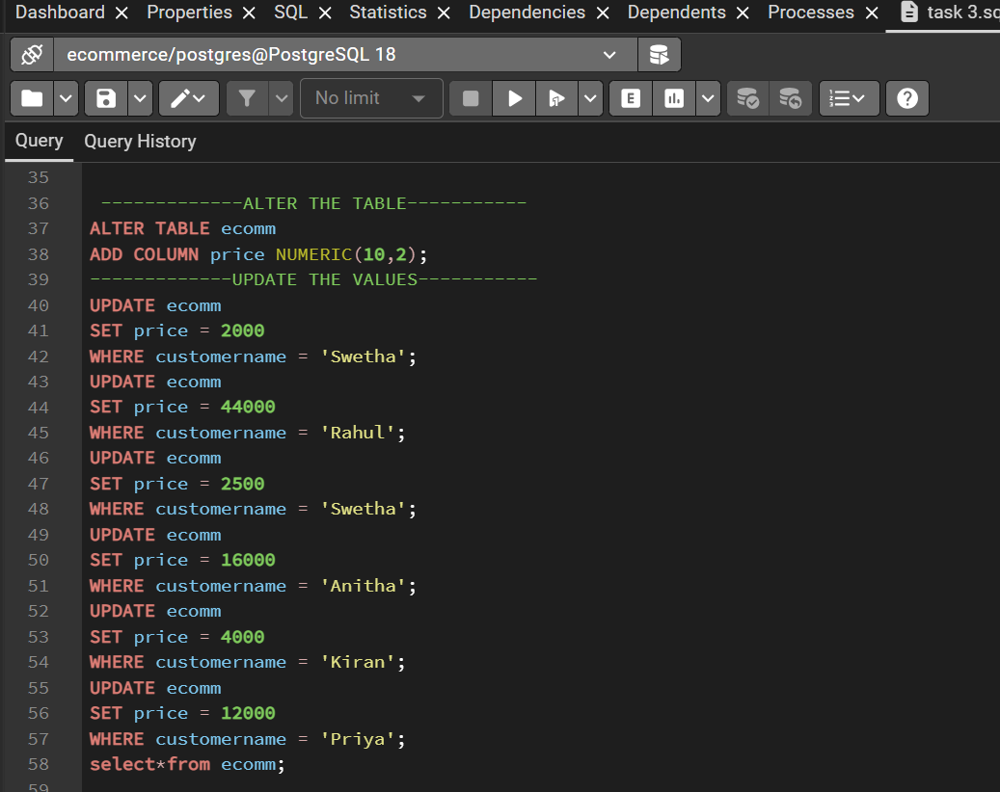 Dashboard × Properties × SQL × Statistics × Dependencies × Dependents × Processes × task 3.sq
ecommerce/postgres@PostgreSQL 18
No limit
E
Query Query History
35
36 -------------ALTER THE TABLE-----------
37 ALTER TABLE ecomm
38 ADD COLUMN price NUMERIC(10,2);
39 -------------UPDATE THE VALUES-----------
40 UPDATE ecomm
41 SET price = 2000
42 WHERE customername = 'Swetha';
43 UPDATE ecomm
44 SET price = 44000
45 WHERE customername = 'Rahul';
46 UPDATE ecomm
47 SET price = 2500
48 WHERE customername = 'Swetha';
49 UPDATE ecomm
50 SET price = 16000
51 WHERE customername = 'Anitha';
52 UPDATE ecomm
53 SET price = 4000
54 WHERE customername = 'Kiran';
55 UPDATE ecomm
56 SET price = 12000
57 WHERE customername = 'Priya';
58 select*from ecomm;
59